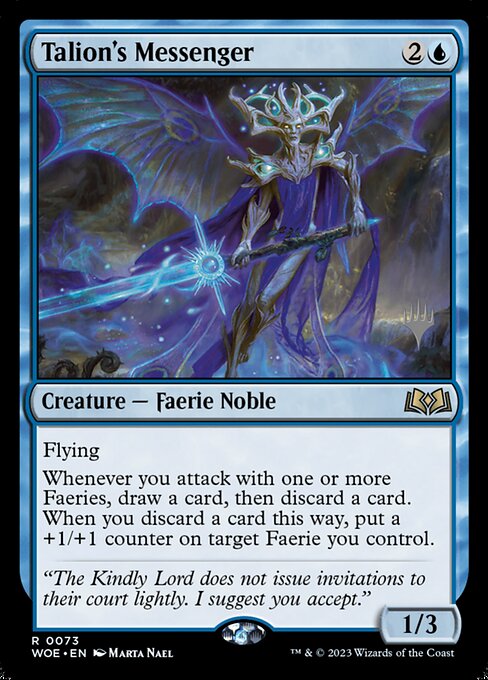 Talion's Messenger 2
Creature — Faerie Noble
Flying
Whenever you attack with one or more
Faeries, draw a card, then discard a card.
When you discard a card this way, put a
+1/+1 counter on target Faerie you control.
“The Kindly Lord does not issue invitations to
their court lightly. I suggest you accept.”
1/3
R 0073
WOE • EN Marta Nael
™ & © 2023 Wizards of the Coast